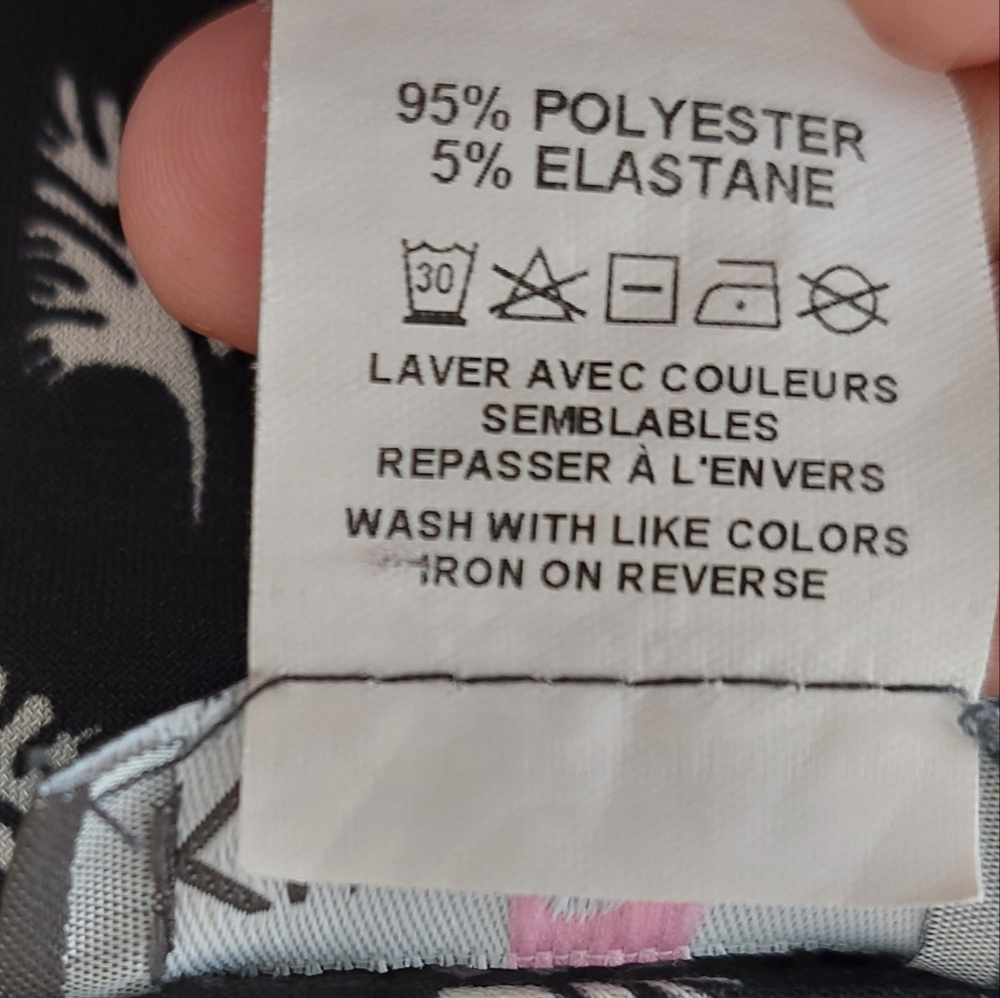 95% POLYESTER
5% ELASTANE
30
LAVER AVEC COULEURS
SEMBLABLES
REPASSER À L'ENVERS
WASH WITH LIKE COLORS
IRON ON REVERSE